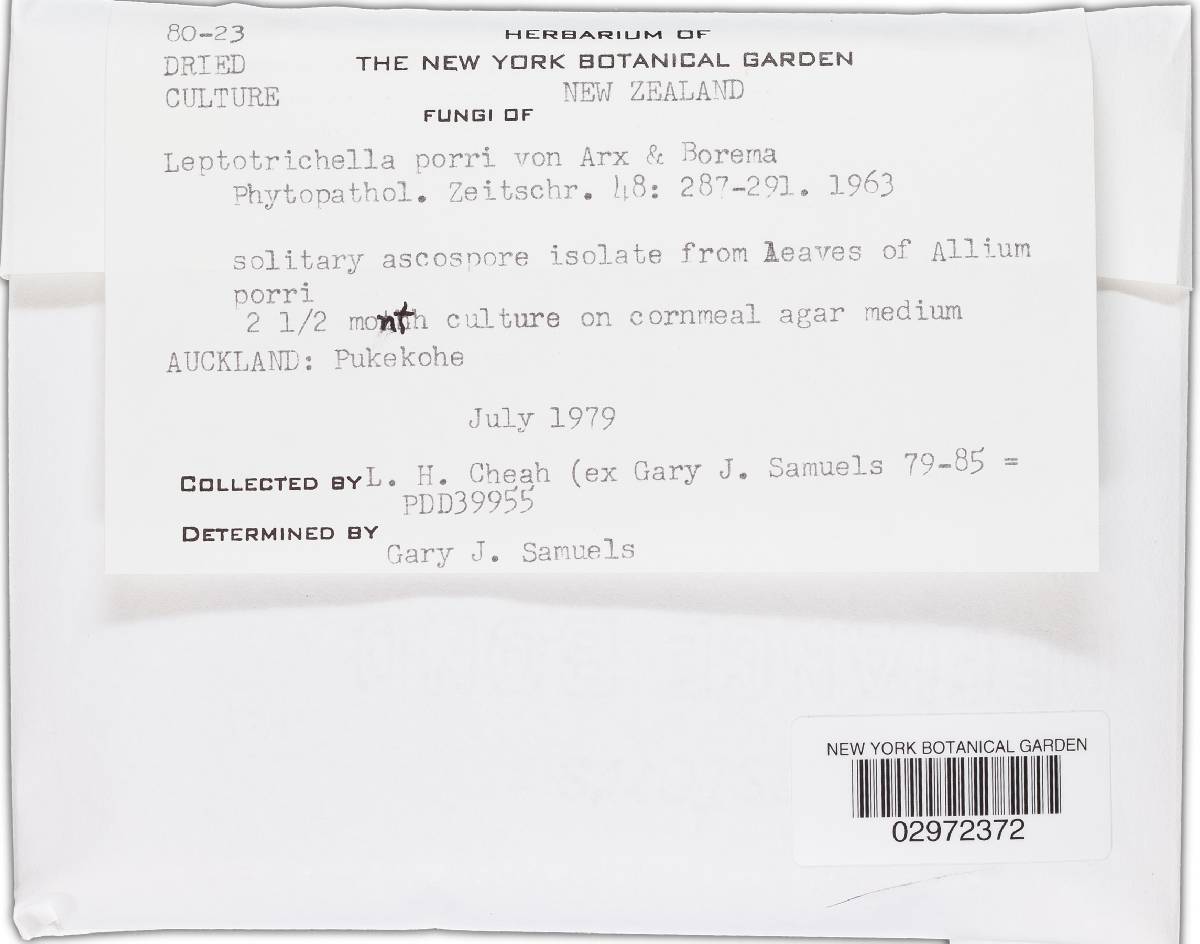 80-23
HERBARIUM OF
DRIED
THE NEW YORK BOTANICAL GARDEN
CULTURE
NEW ZEALAND
FUNGI OF
Leptotrichella porri von Arx & Borema
Phytopathol. Zeitschr. 48: 287-291. 1963
solitary ascospore isolate from leaves of Allium
porri
2 1/2 month culture on cornmeal agar medium
AUCKLAND: Pukekohe
July 1979
COLLECTED BY L. H. Cheah (ex Gary J. Samuels 79-85 =
PDD39955
DETERMINED BY
Gary J. Samuels
NEW YORK BOTANICAL GARDEN
02972372